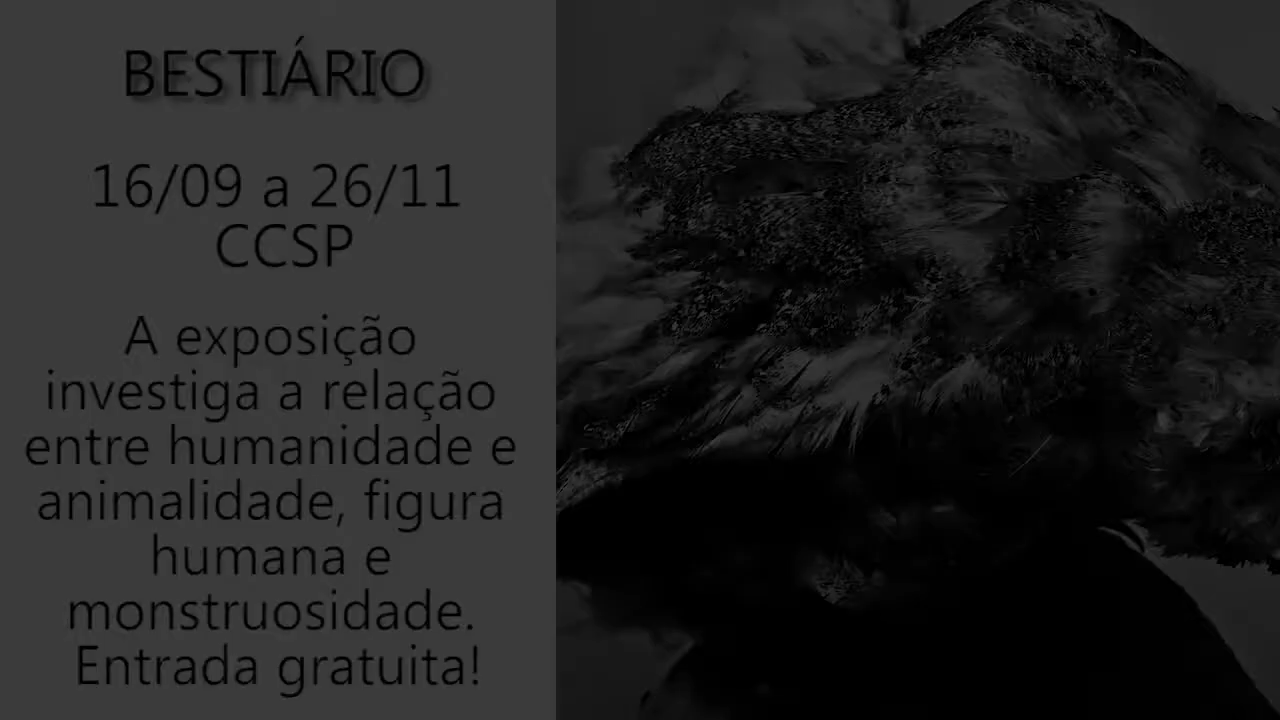 BESTIÁRIO
16/09 a 26/11
CCSP
A exposição
investiga a relação
entre humanidade e
animalidade, figura
humana e
monstruosidade.
Entrada gratuita!